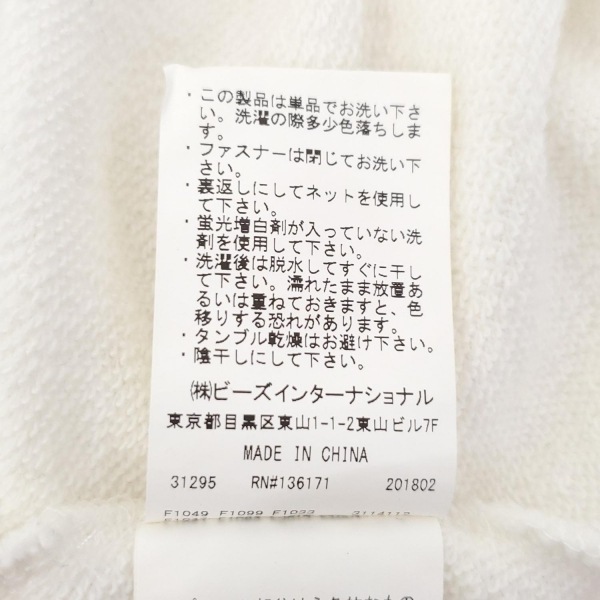 ・この製品は単品でお洗い下さ
い。洗濯の際多少色落ちしま
す。
・ファスナーは閉じてお洗い下
さい。
・裏返しにしてネットを使用し
て下さい。
・蛍光増白剤が入っていない洗
剤を使用して下さい。
・洗濯後は脱水してすぐに干し
て下さい。濡れたまま放置あ
るいは重ねておきますと、色
移りする恐れがあります。
・タンブル乾燥はお避け下さい。
・陰干しにして下さい。
㈱ビーズインターナショナル
東京都目黒区東山1-1-2東山ビル7F
MADE IN CHINA
31295 RN#136171 201802
F1049 F1099 F1033